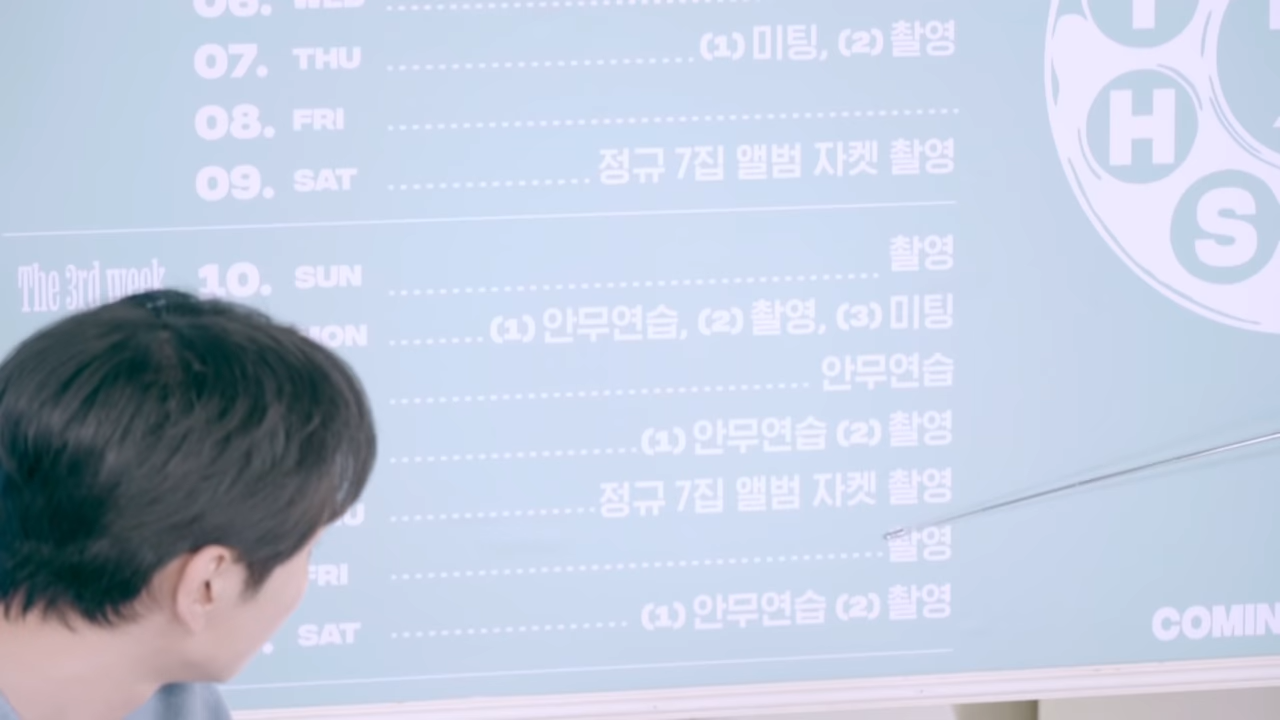 06. WED
07. THU (1) 미팅, (2) 촬영
08. FRI
09. SAT 정규 7집 앨범 자켓 촬영
The 3rd week 10. SUN 촬영
MON (1) 안무연습, (2) 촬영, (3) 미팅
안무연습
(1) 안무연습 (2) 촬영
정규 7집 앨범 자켓 촬영
FRI 촬영
SAT (1) 안무연습 (2) 촬영
H
S
COMIN